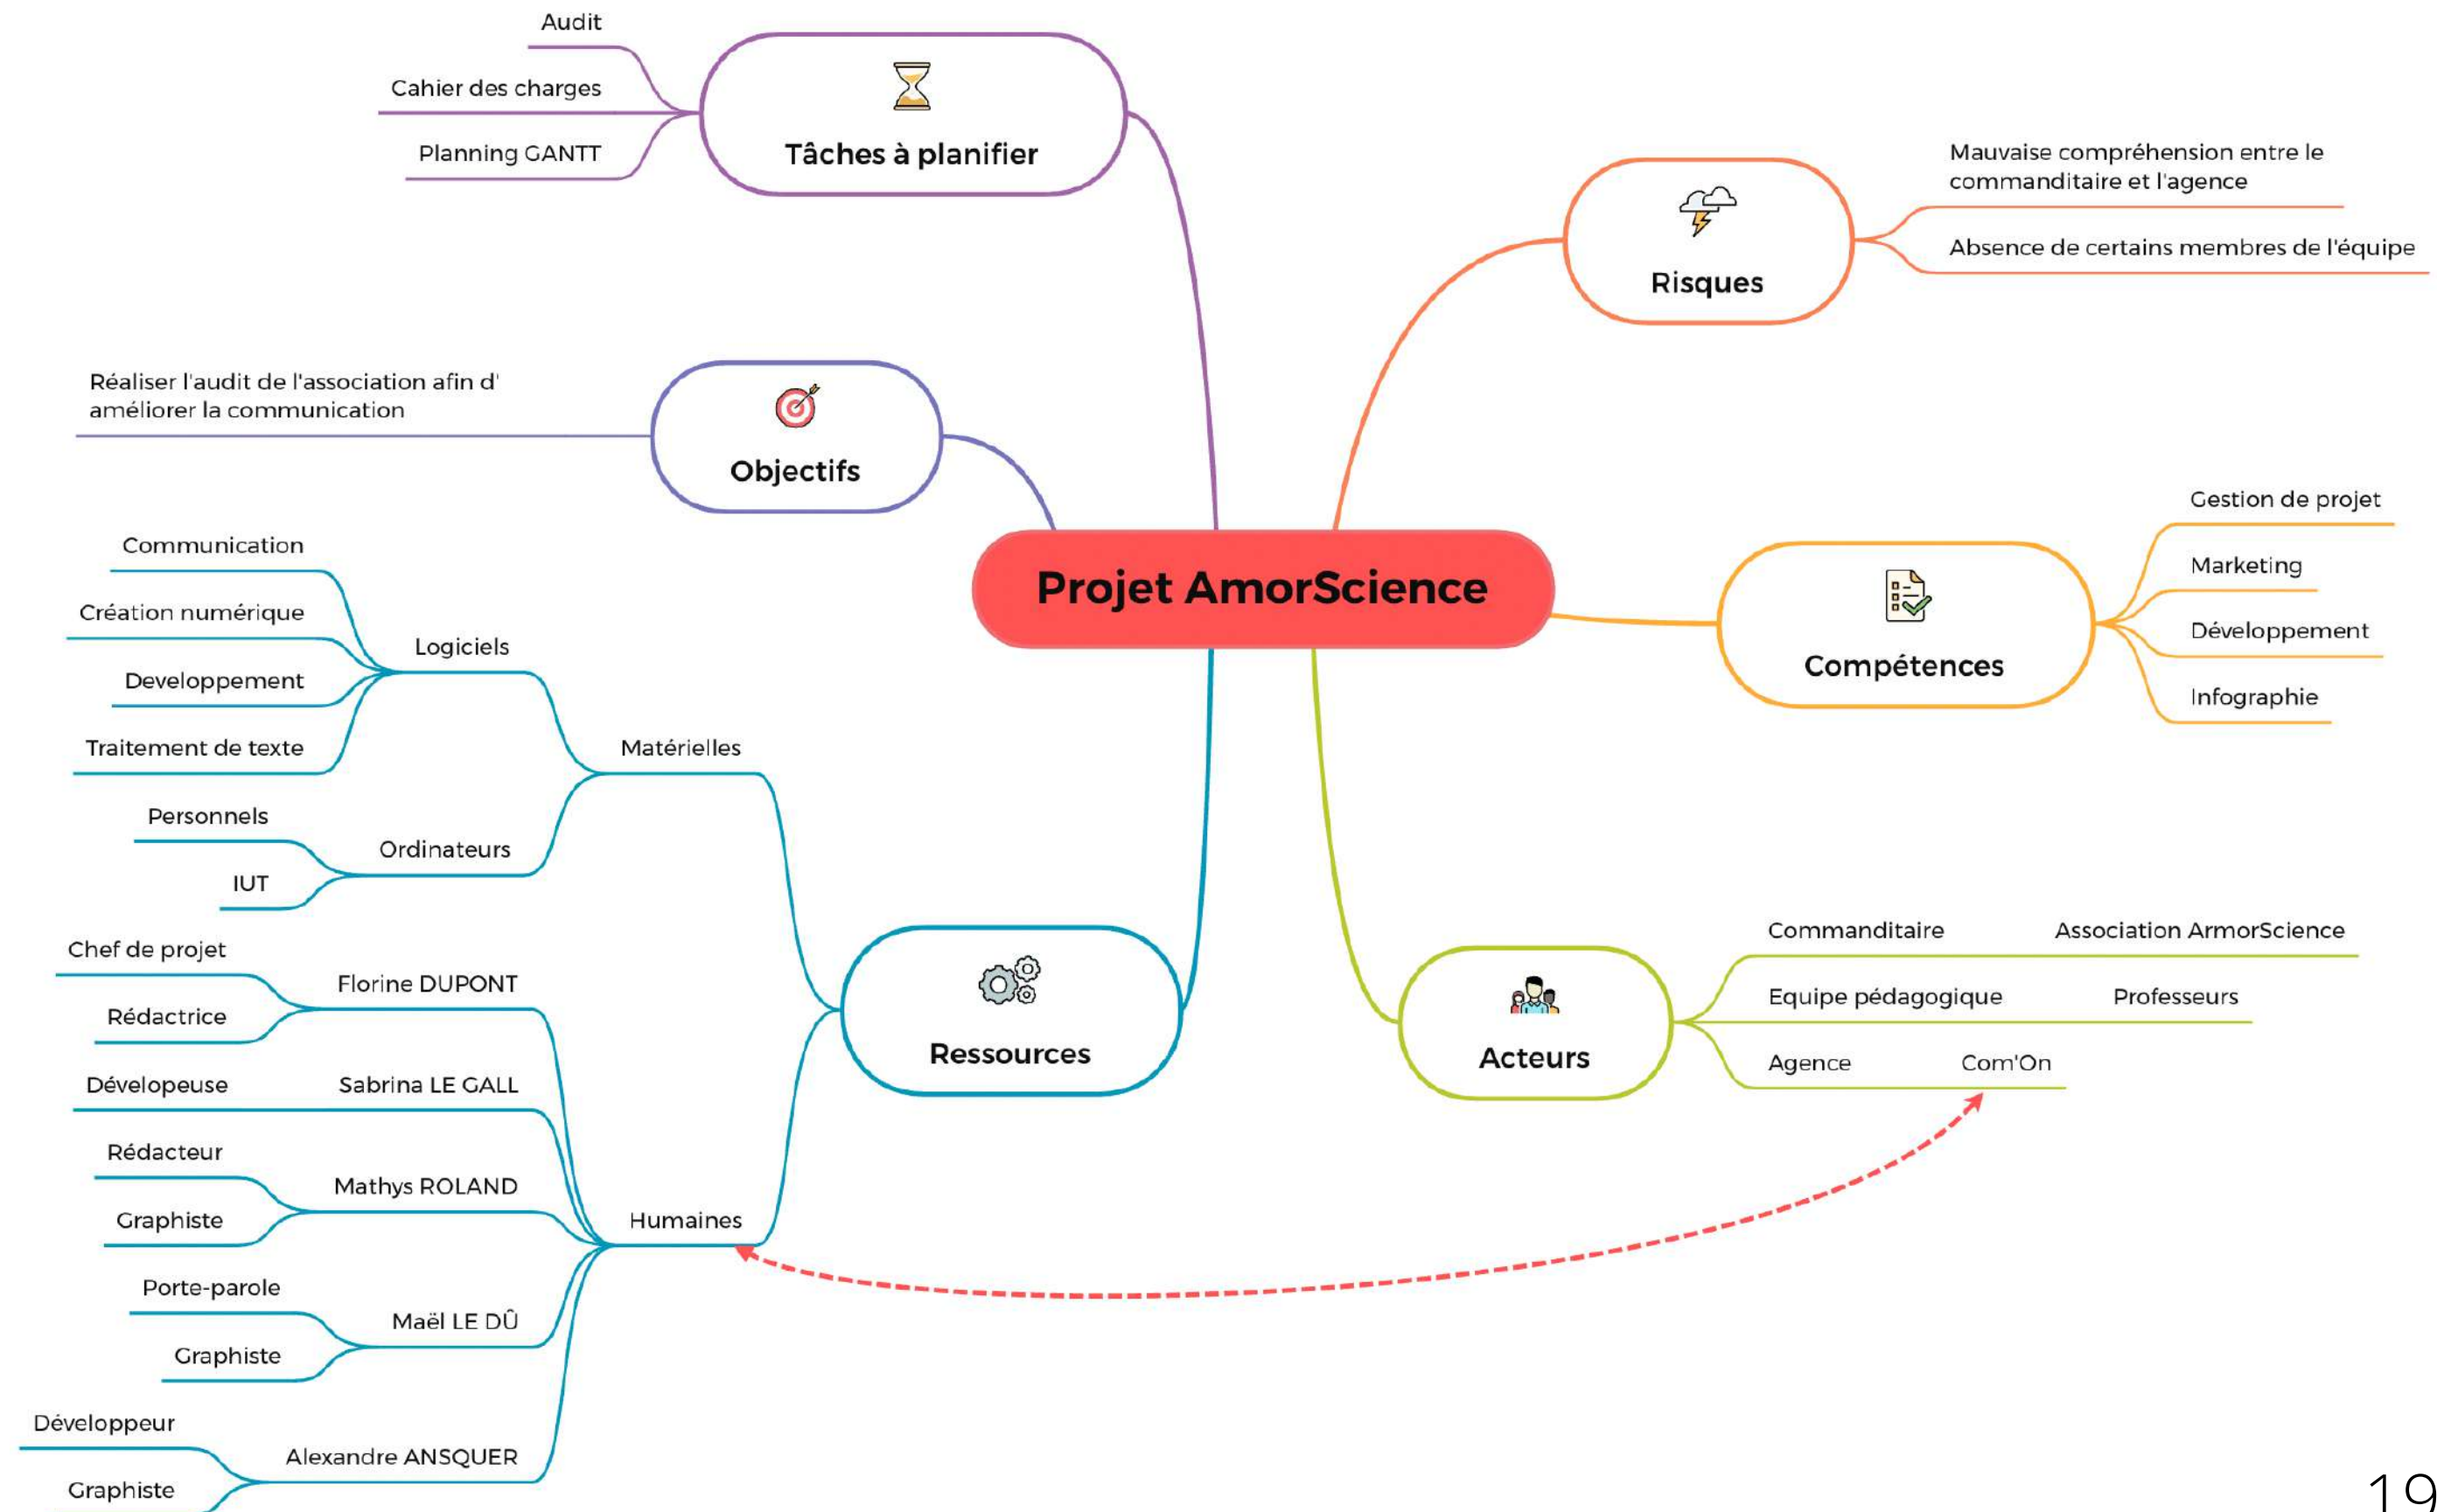 Audit
Cahier des charges
Planning GANTT
Tâches à planifier
Réaliser l'audit de l'association afin d'
améliorer la communication
Objectifs
Projet AmorScience
Risques
Mauvaise compréhension entre le
commanditaire et l'agence
Absence de certains membres de l'équipe
Compétences
Gestion de projet
Marketing
Développement
Infographie
Communication
Création numérique
Developpement
Traitement de texte
Logiciels
Personnels
IUT
Ordinateurs
Matérielles
Ressources
Chef de projet
Rédactrice
Florine DUPONT
Dévelopeuse
Sabrina LE GALL
Rédacteur
Graphiste
Mathys ROLAND
Humaines
Porte-parole
Graphiste
Maël LE DÛ
Développeur
Graphiste
Alexandre ANSQUER
Acteurs
Commanditaire
Association ArmorScience
Equipe pédagogique
Professeurs
Agence
Com'On
19